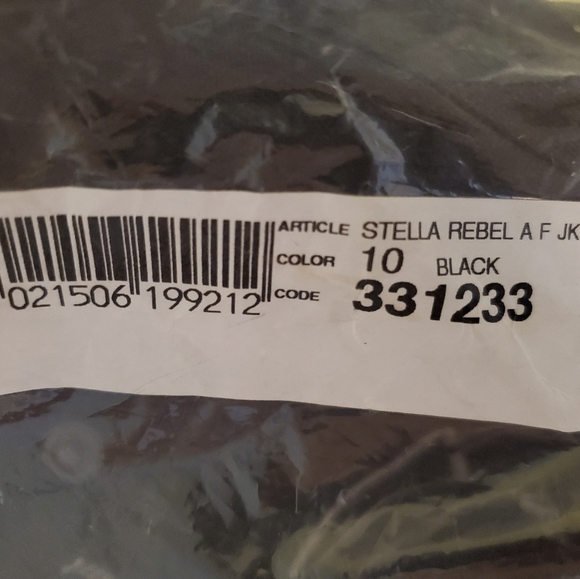 ARTICLE STELLA REBEL A F JK
COLOR 10 BLACK
CODE 331233
021506 199212